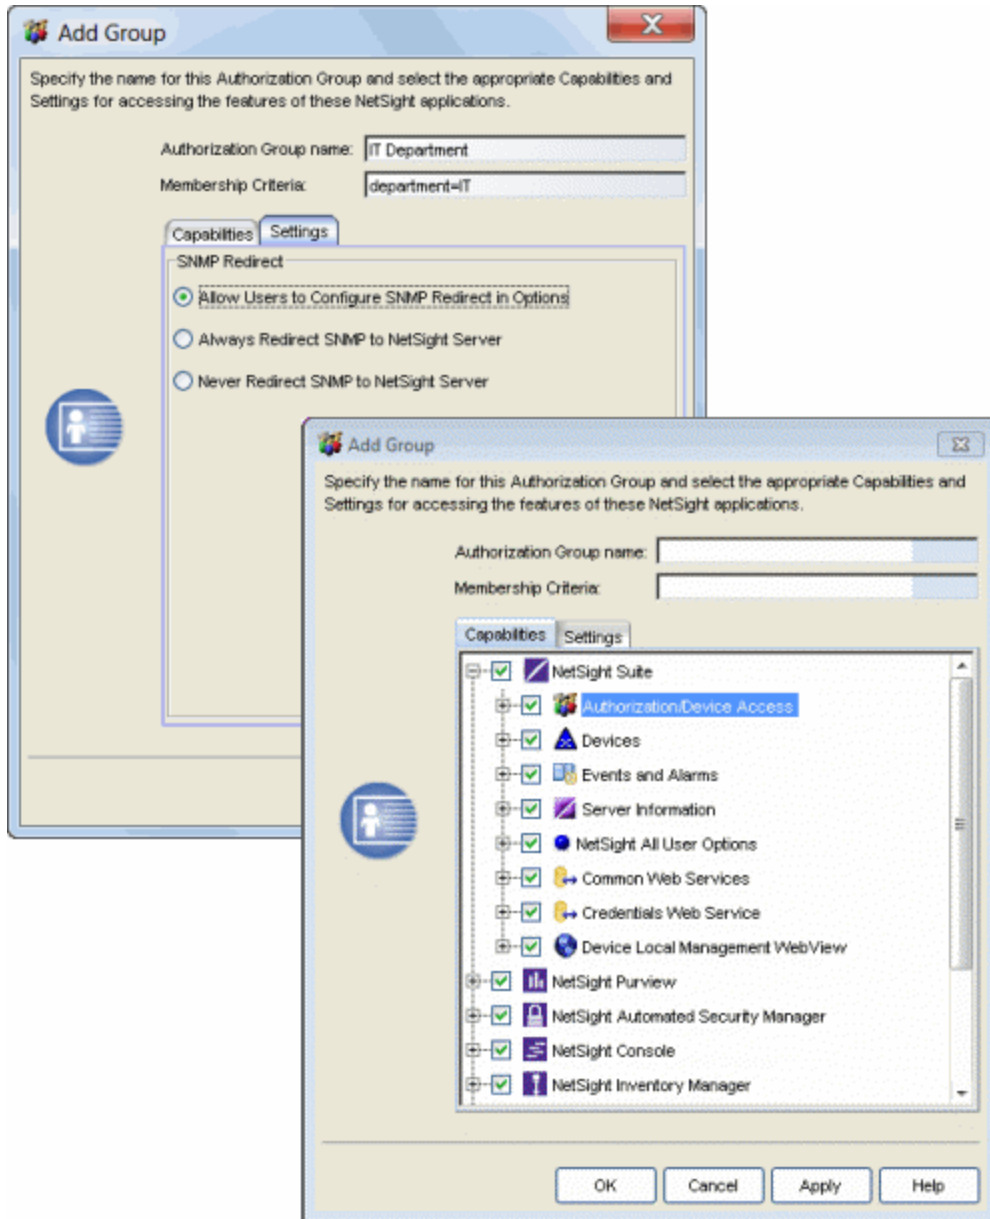 Add Group
Specify the name for this Authorization Group and select the appropriate Capabilities and
Settings for accessing the features of these NetSight applications.
Authorization Group name: IT Department
Membership Criteria: department=IT
Capabilities Settings
SNMP Redirect
Allow Users to Configure SNMP Redirect in Options
Always Redirect SNMP to NetSight Server
Never Redirect SNMP to NetSight Server
Add Group
Specify the name for this Authorization Group and select the appropriate Capabilities and
Settings for accessing the features of these NetSight applications.
Authorization Group name:
Membership Criteria:
Capabilities Settings
NetSight Suite
Authorization/Device Access
Devices
Events and Alarms
Server Information
NetSight All User Options
Common Web Services
Credentials Web Service
Device Local Management WebView
NetSight Purview
NetSight Automated Security Manager
NetSight Console
NetSight Inventory Manager
OK Cancel Apply Help